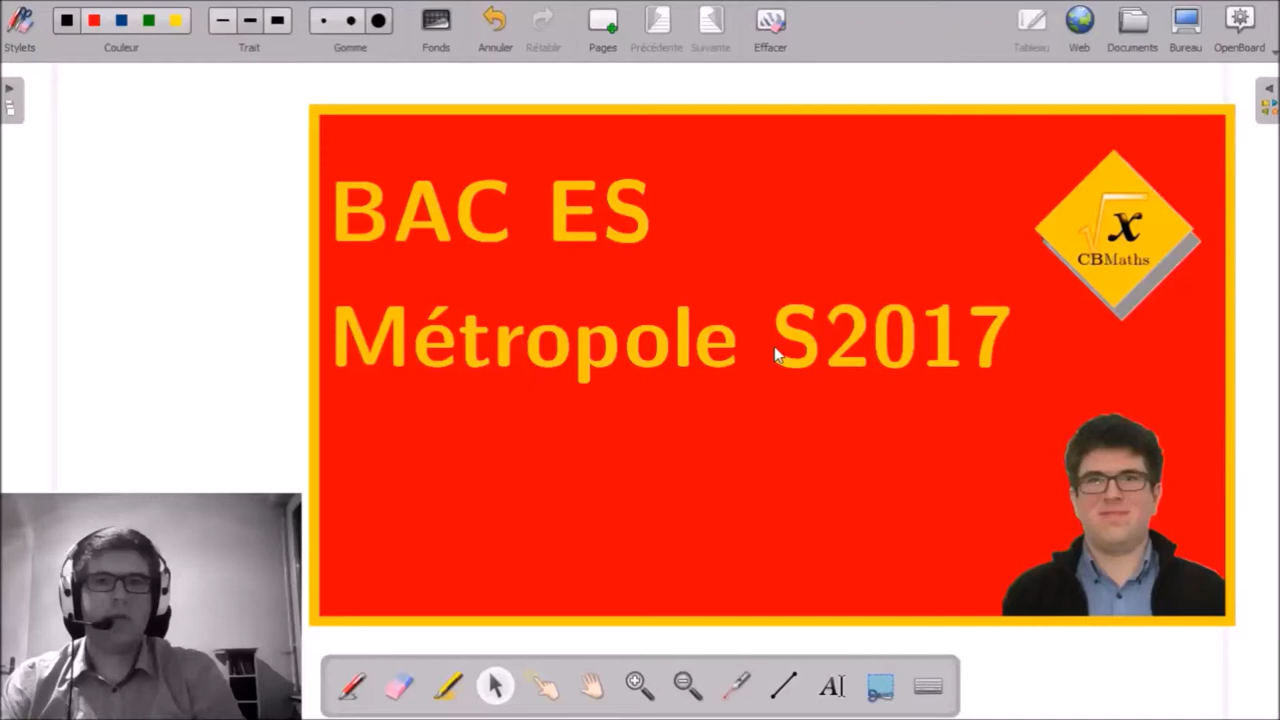 Stylets
Couleur
Trait
Gomme
Fonds
Annuler
Rétablir
Pages
Précédente
Suivante
Effacer
Tableau
Web
Documents
Bureau
OpenBoard
BAC ES
Métropole S2017
√x
CBMaths
AI